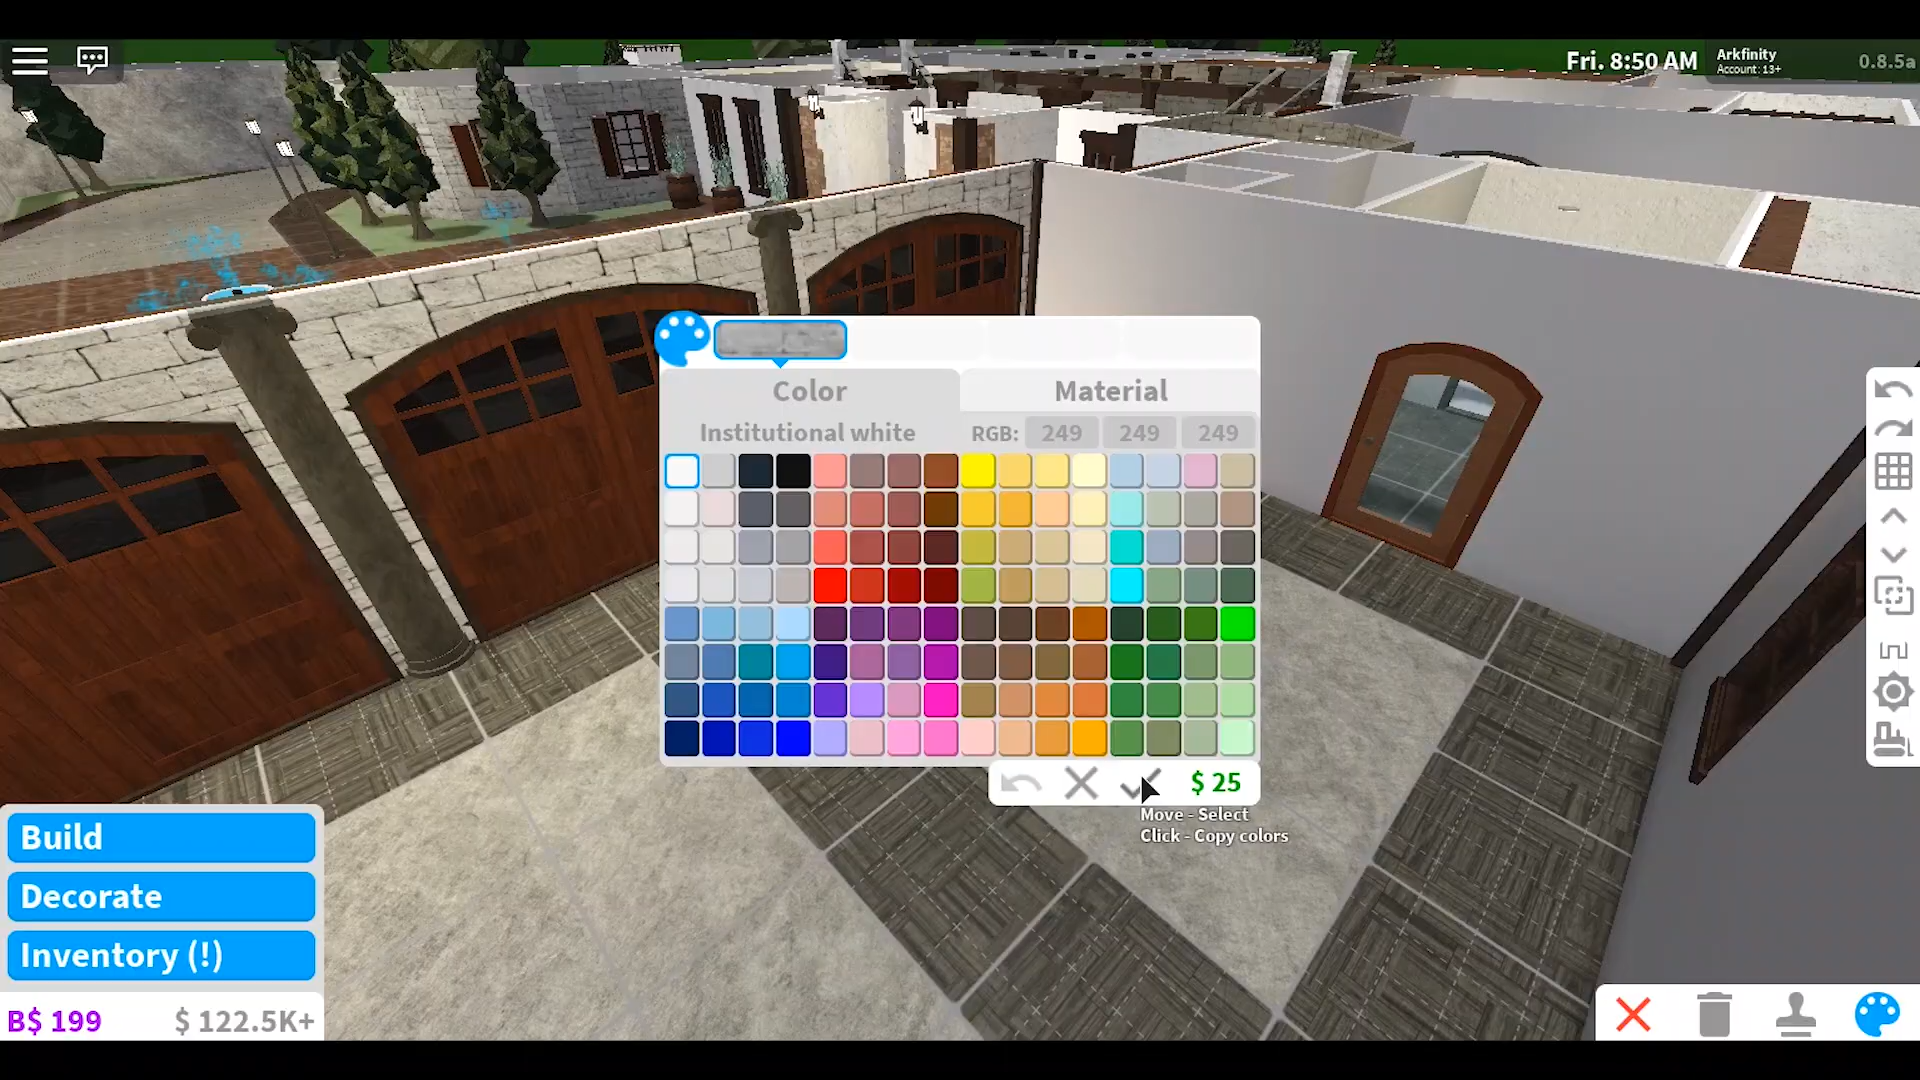 Fri. 8:50 AM
Arkfinity
Account: 13+
0.8.5a
Color
Material
Institutional white
RGB: 249 249 249
$ 25
Move - Select
Click - Copy colors
Build
Decorate
Inventory (!)
B$ 199
$ 122.5K+